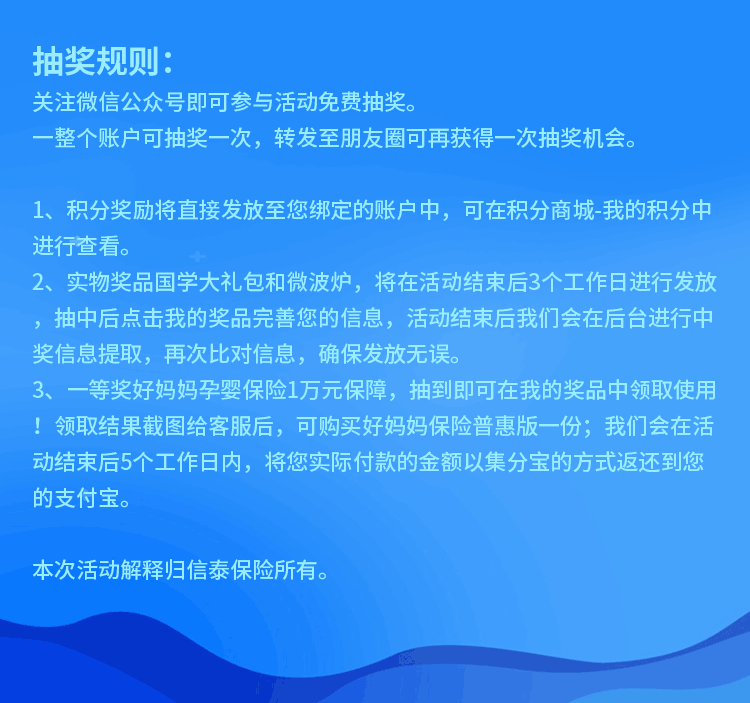 抽奖规则：
关注微信公众号即可参与活动免费抽奖。
一整个账户可抽奖一次，转发至朋友圈可再获得一次抽奖机会。
1、积分奖励将直接发放至您绑定的账户中，可在积分商城-我的积分中
进行查看。
2、实物奖品国学大礼包和微波炉，将在活动结束后3个工作日进行发放
，抽中后点击我的奖品完善您的信息，活动结束后我们会在后台进行中
奖信息提取，再次比对信息，确保发放无误。
3、一等奖好妈妈孕婴保险1万元保障，抽到即可在我的奖品中领取使用
！领取结果截图给客服后，可购买好妈妈保险普惠版一份；我们会在活
动结束后5个工作日内，将您实际付款的金额以集分宝的方式返还到您
的支付宝。
本次活动解释归信泰保险所有。